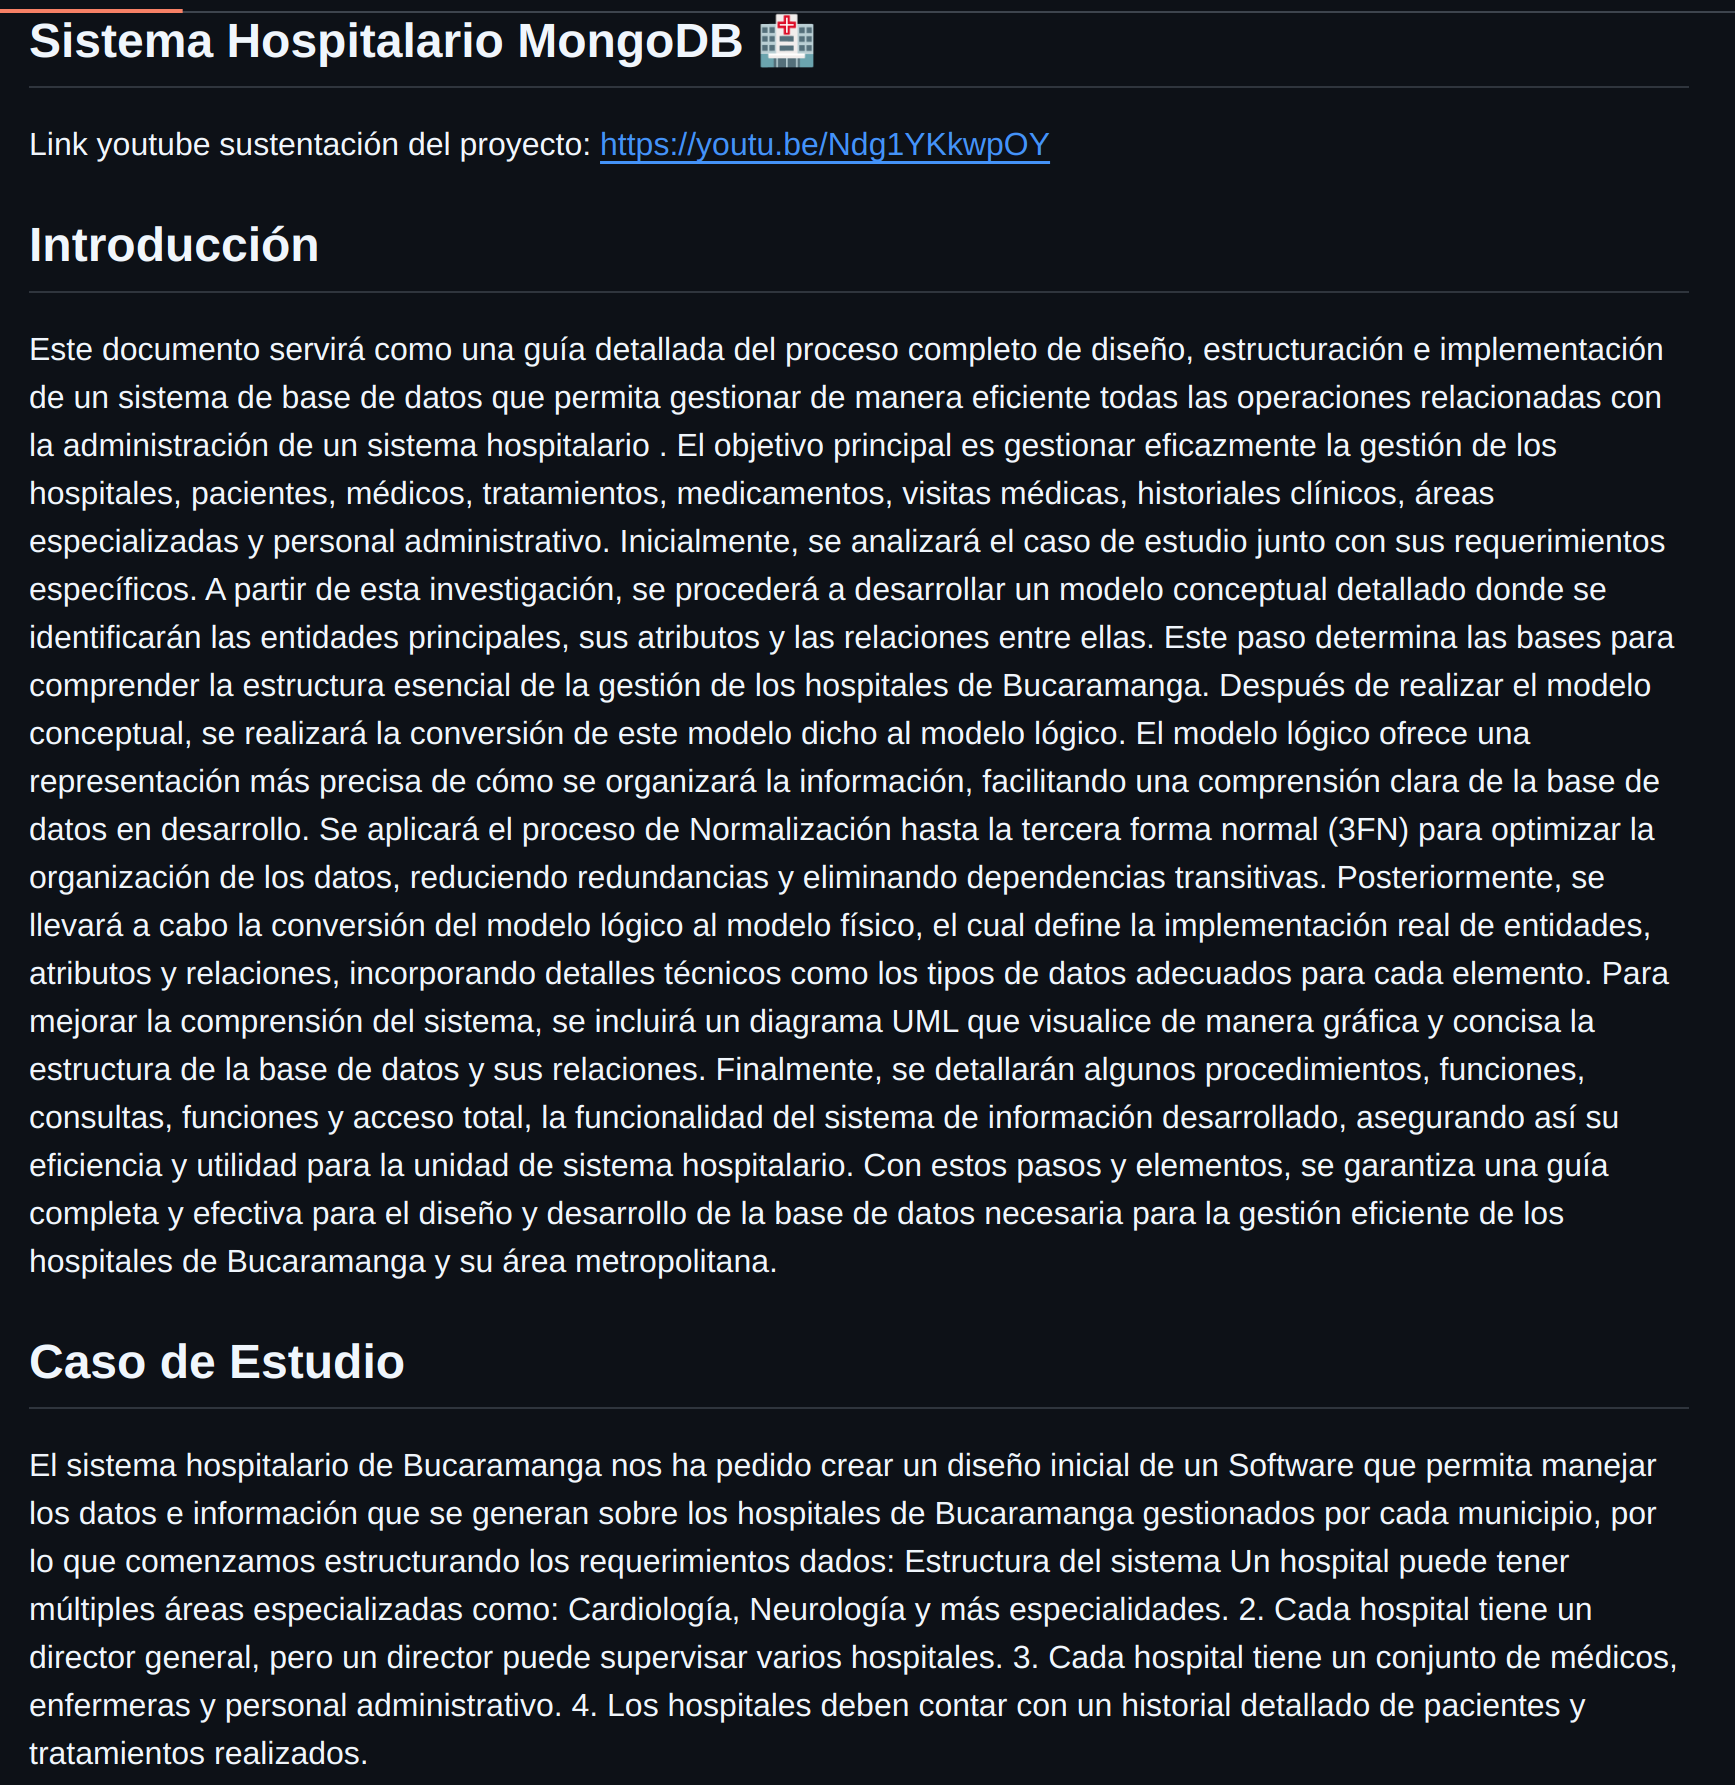 Sistema Hospitalario MongoDB 🏥
Link youtube sustentación del proyecto: https://youtu.be/Ndg1YKkwpOY
Introducción
Este documento servirá como una guía detallada del proceso completo de diseño, estructuración e implementación
de un sistema de base de datos que permita gestionar de manera eficiente todas las operaciones relacionadas con
la administración de un sistema hospitalario . El objetivo principal es gestionar eficazmente la gestión de los
hospitales, pacientes, médicos, tratamientos, medicamentos, visitas médicas, historiales clínicos, áreas
especializadas y personal administrativo. Inicialmente, se analizará el caso de estudio junto con sus requerimientos
específicos. A partir de esta investigación, se procederá a desarrollar un modelo conceptual detallado donde se
identificarán las entidades principales, sus atributos y las relaciones entre ellas. Este paso determina las bases para
comprender la estructura esencial de la gestión de los hospitales de Bucaramanga. Después de realizar el modelo
conceptual, se realizará la conversión de este modelo dicho al modelo lógico. El modelo lógico ofrece una
representación más precisa de cómo se organizará la información, facilitando una comprensión clara de la base de
datos en desarrollo. Se aplicará el proceso de Normalización hasta la tercera forma normal (3FN) para optimizar la
organización de los datos, reduciendo redundancias y eliminando dependencias transitivas. Posteriormente, se
llevará a cabo la conversión del modelo lógico al modelo físico, el cual define la implementación real de entidades,
atributos y relaciones, incorporando detalles técnicos como los tipos de datos adecuados para cada elemento. Para
mejorar la comprensión del sistema, se incluirá un diagrama UML que visualice de manera gráfica y concisa la
estructura de la base de datos y sus relaciones. Finalmente, se detallarán algunos procedimientos, funciones,
consultas, funciones y acceso total, la funcionalidad del sistema de información desarrollado, asegurando así su
eficiencia y utilidad para la unidad de sistema hospitalario. Con estos pasos y elementos, se garantiza una guía
completa y efectiva para el diseño y desarrollo de la base de datos necesaria para la gestión eficiente de los
hospitales de Bucaramanga y su área metropolitana.
Caso de Estudio
El sistema hospitalario de Bucaramanga nos ha pedido crear un diseño inicial de un Software que permita manejar
los datos e información que se generan sobre los hospitales de Bucaramanga gestionados por cada municipio, por
lo que comenzamos estructurando los requerimientos dados: Estructura del sistema Un hospital puede tener
múltiples áreas especializadas como: Cardiología, Neurología y más especialidades. 2. Cada hospital tiene un
director general, pero un director puede supervisar varios hospitales. 3. Cada hospital tiene un conjunto de médicos,
enfermeras y personal administrativo. 4. Los hospitales deben contar con un historial detallado de pacientes y
tratamientos realizados.